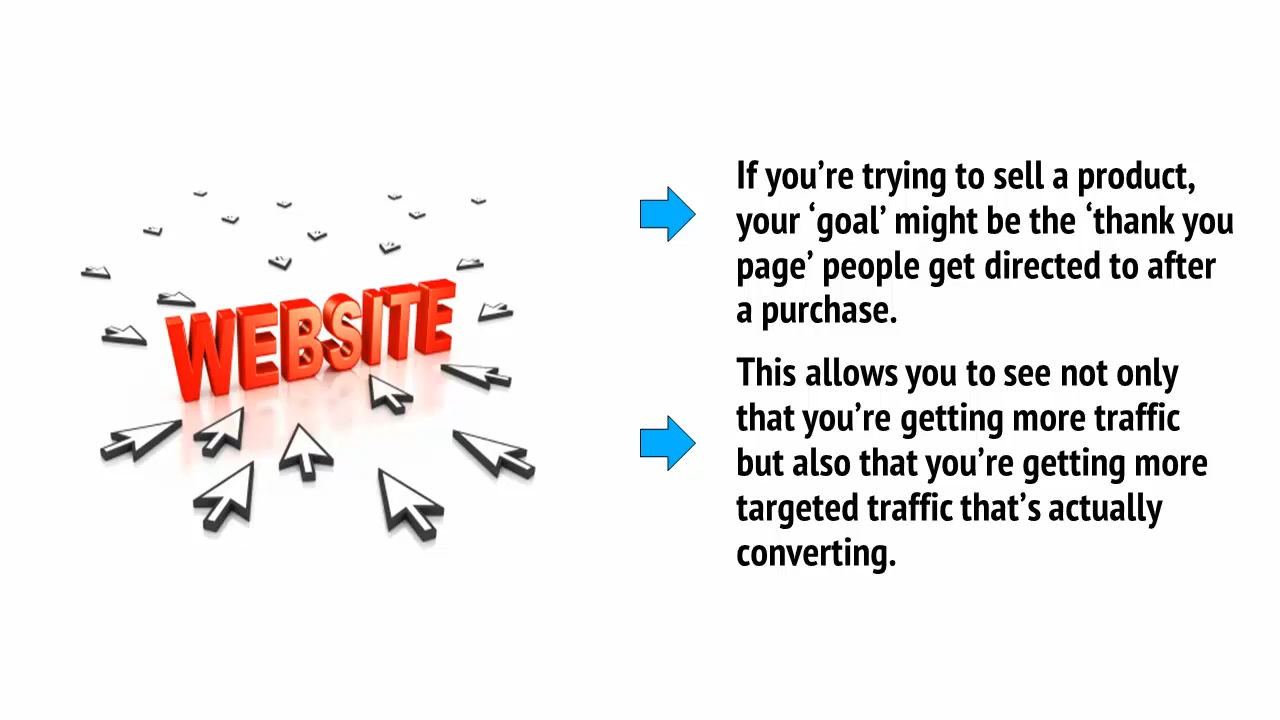 WEBSITE
If you’re trying to sell a product,
your ‘goal’ might be the ‘thank you
page’ people get directed to after
a purchase.
This allows you to see not only
that you’re getting more traffic
but also that you’re getting more
targeted traffic that’s actually
converting.